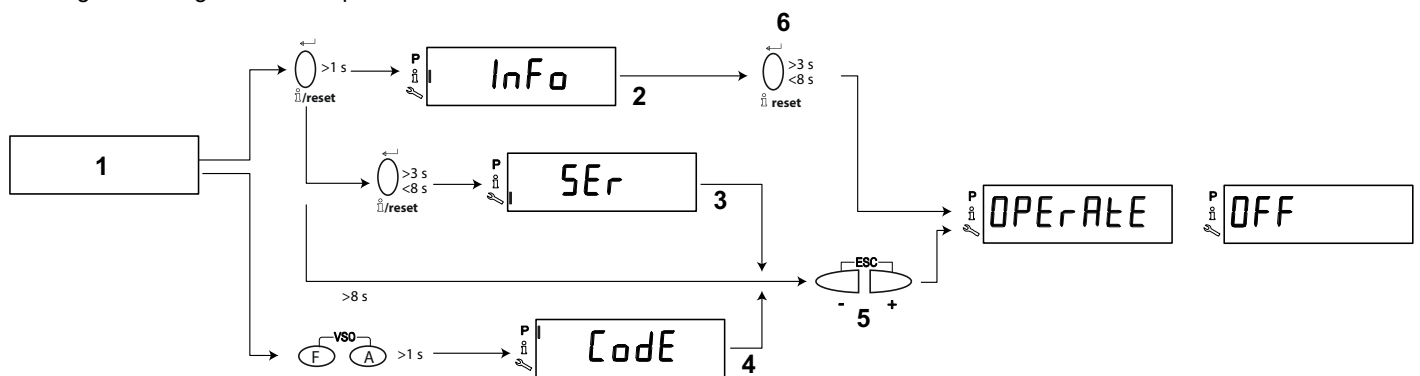 6
>1 s
i/reset
P
i
InFo
2
>3 s
<8 s
i reset
1
>3 s
<8 s
i/reset
P
i
SEr
3
P
i
OPErAtE
P
i
OFF
>8 s
ESC
-
+
5
VSO
F
A
>1 s
P
i
CodE
4